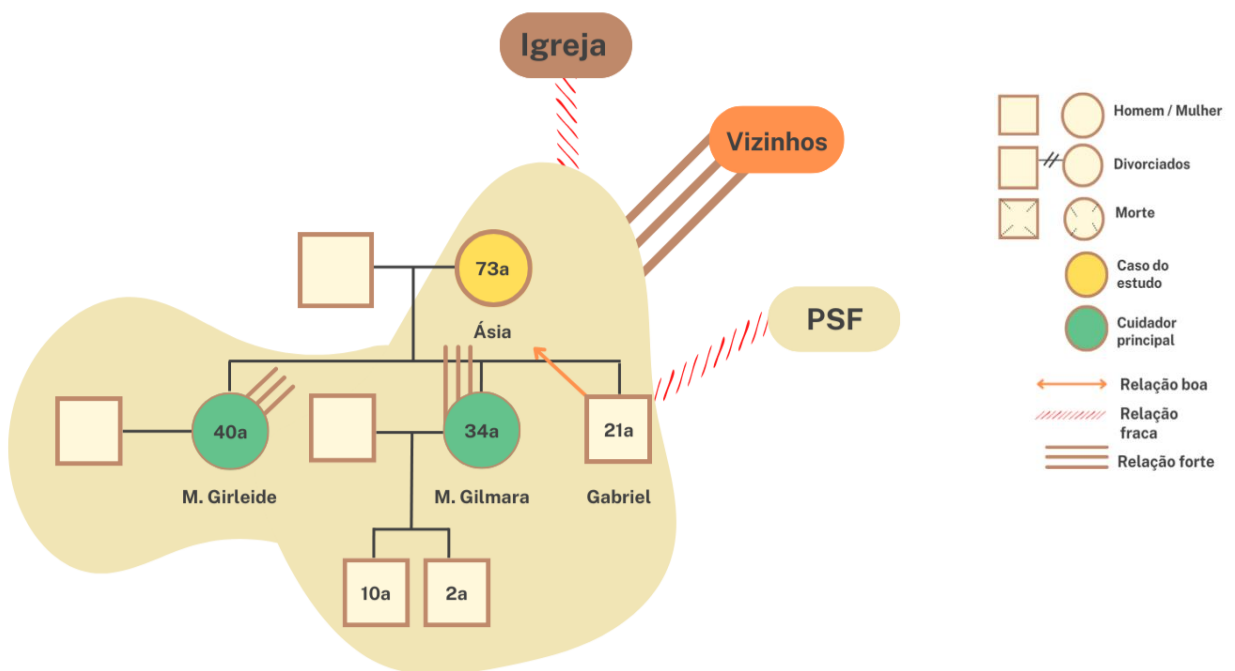 Igreja
Vizinhos
PSF
73a
Ásia
40a
34a
21a
M. Girleide
M. Gilmara
Gabriel
10a
2a
Homem / Mulher
Divorciados
Morte
Caso do
estudo
Cuidador
principal
Relação boa
Relação
fraca
Relação forte